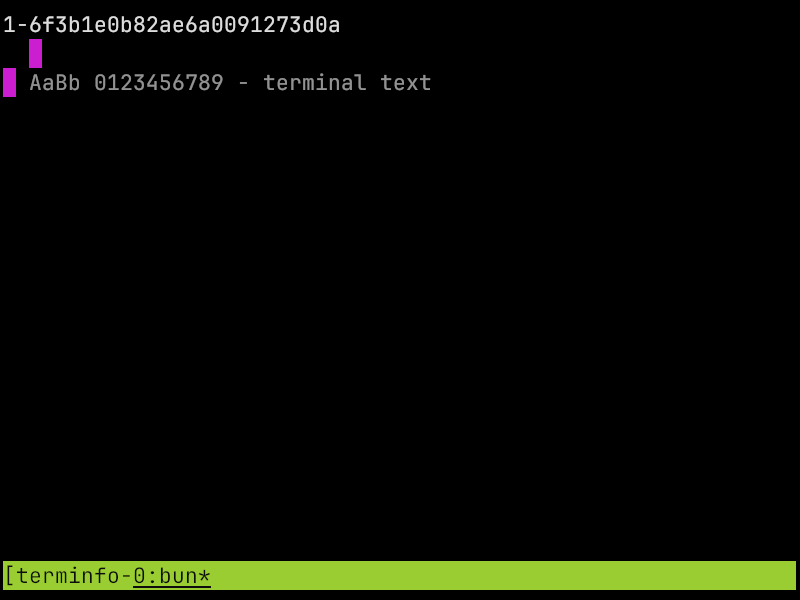 1-6f3b1e0b82ae6a0091273d0a
AaBb 0123456789 - terminal text
[terminfo-0:bun*